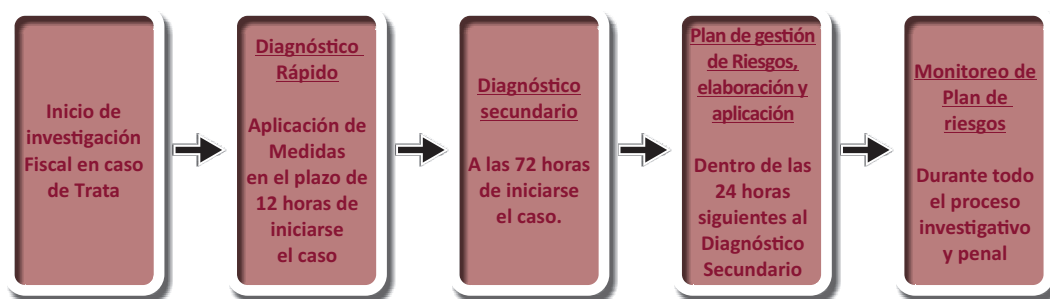 Inicio de
investigación
Fiscal en caso
de Trata
Diagnóstico
Rápido
Aplicación de
Medidas
en el plazo de
12 horas de
iniciarse
el caso
Diagnóstico
secundario
A las 72 horas
de iniciarse
el caso.
Plan de gestión
de Riesgos,
elaboración y
aplicación
Dentro de las
24 horas
siguientes al
Diagnóstico
Secundario
Monitoreo de
Plan de
riesgos
Durante todo
el proceso
investigativo
y penal